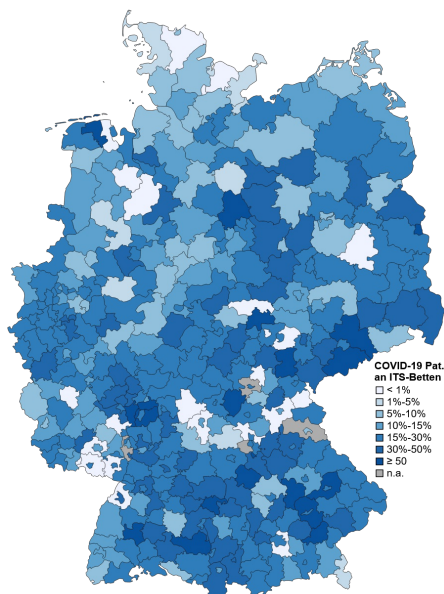 COVID-19 Pat.
an ITS-Betten
< 1%
1%-5%
5%-10%
10%-15%
15%-30%
30%-50%
≥ 50
n.a.